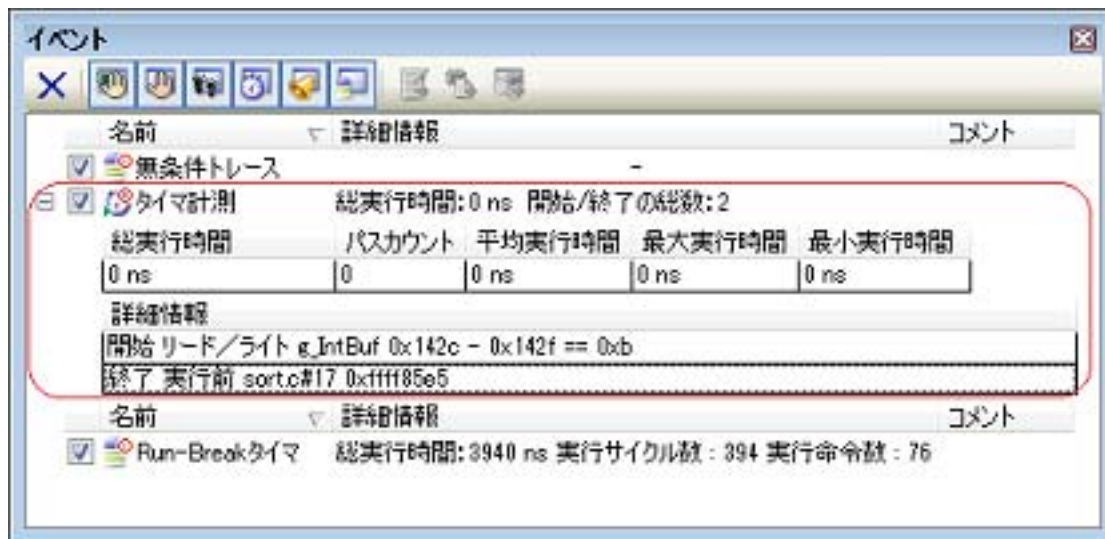 イベント
名前 詳細情報 コメント
無条件トレース -
タイマ計測 総実行時間:0 ns 開始/終了の総数:2
総実行時間 パスカウント 平均実行時間 最大実行時間 最小実行時間
0 ns 0 0 ns 0 ns 0 ns
詳細情報
開始 リード／ライト g_IntBuf 0x142c - 0x142f == 0xb
終了 実行前 sort.c#17 0xffff85e5
名前 詳細情報 コメント
Run-Breakタイマ 総実行時間:3940 ns 実行サイクル数 : 394 実行命令数 : 76